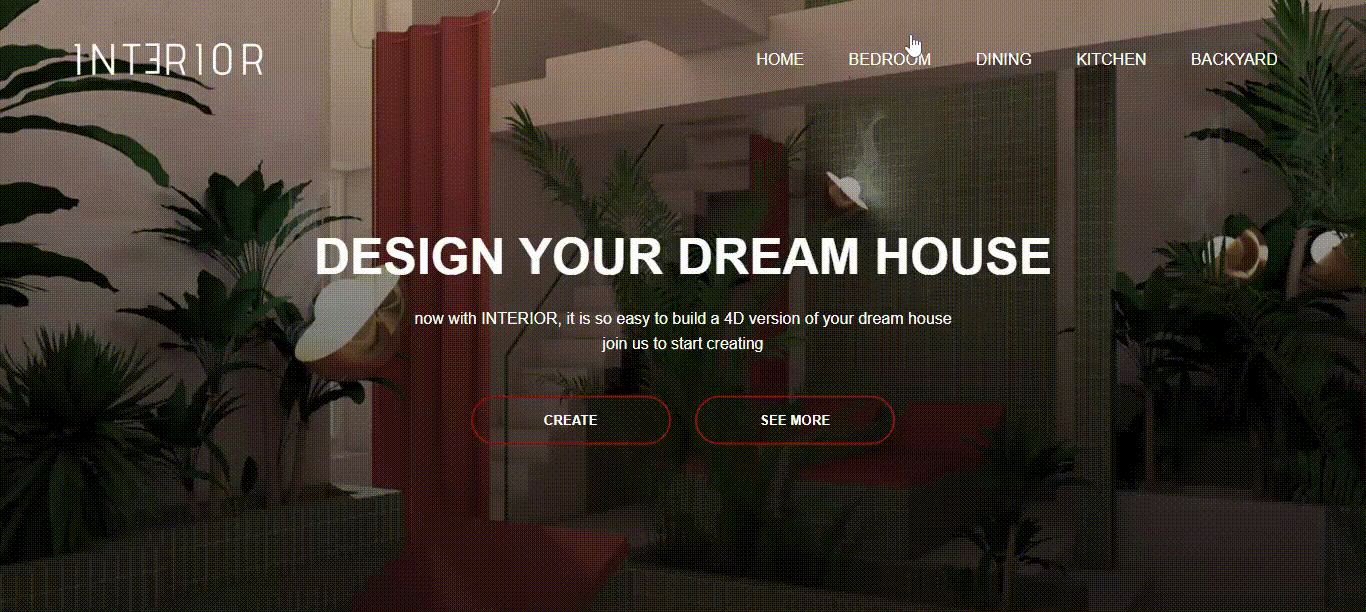 INTERIOR
HOME BEDROOM DINING KITCHEN BACKYARD
DESIGN YOUR DREAM HOUSE
now with INTERIOR, it is so easy to build a 4D version of your dream house
join us to start creating
CREATE SEE MORE